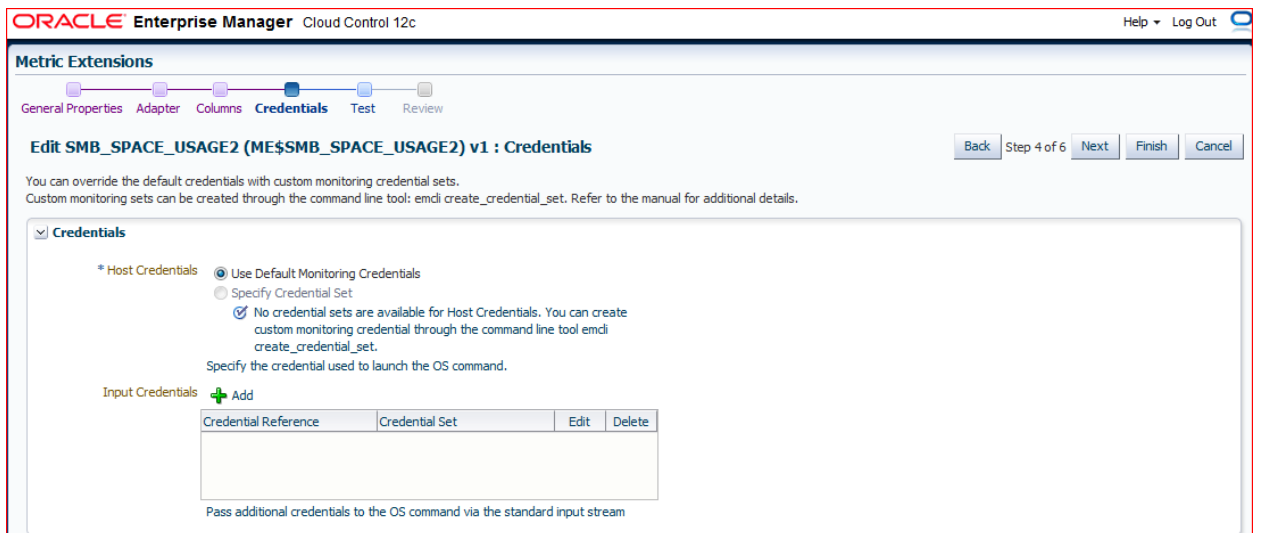 ORACLE Enterprise Manager Cloud Control 12c
Help Log Out
Metric Extensions
General Properties Adapter Columns Credentials Test Review
Edit SMB_SPACE_USAGE2 (ME$SMB_SPACE_USAGE2) v1 : Credentials
Back Step 4 of 6 Next Finish Cancel
You can override the default credentials with custom monitoring credential sets.
Custom monitoring sets can be created through the command line tool: emcli create_credential_set. Refer to the manual for additional details.
Credentials
* Host Credentials Use Default Monitoring Credentials
Specify Credential Set
No credential sets are available for Host Credentials. You can create
custom monitoring credential through the command line tool emcli
create_credential_set.
Specify the credential used to launch the OS command.
Input Credentials Add
Credential Reference Credential Set Edit Delete
Pass additional credentials to the OS command via the standard input stream